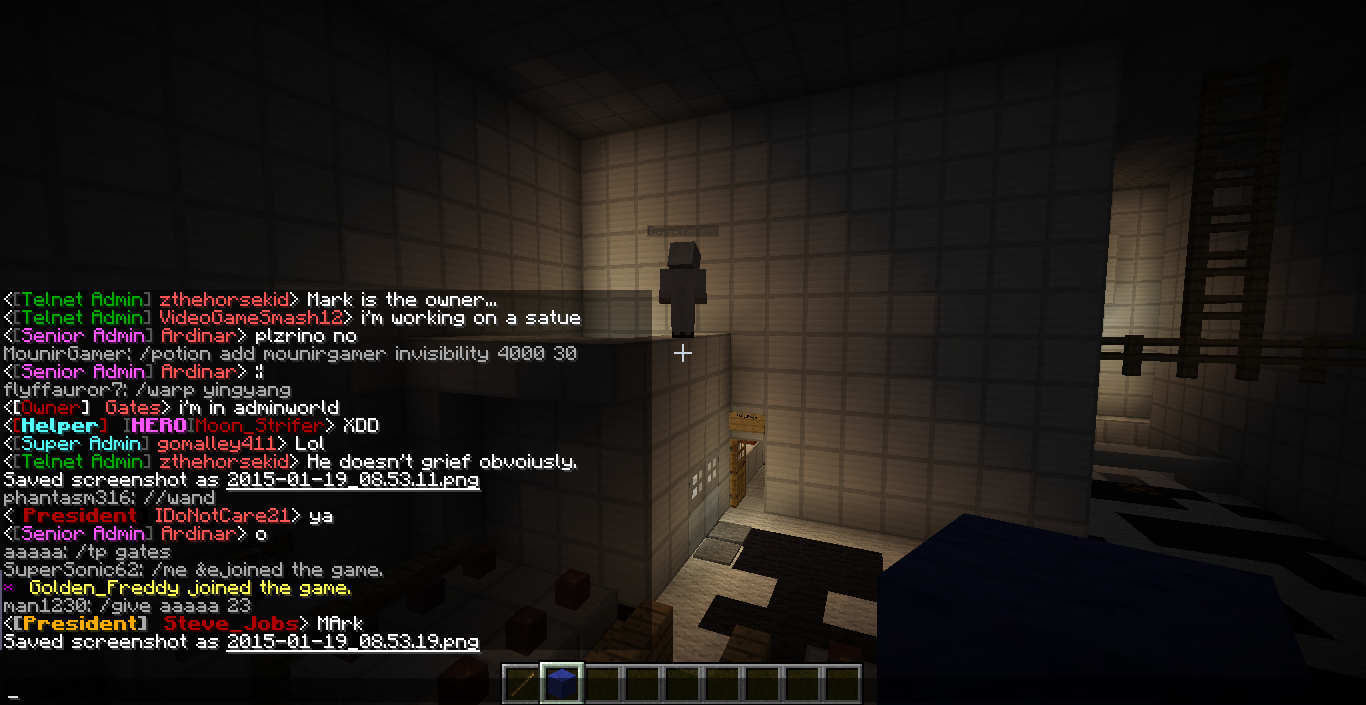 <[Telnet Admin] zthehorsekid> Mark is the owner...
<[Telnet Admin] VideoGameSmash12> i'm working on a satue
<[Senior Admin] Ardinar> plzrino no
MounirGamer: /potion add mounirgamer invisibility 4000 30
<[Senior Admin] Ardinar> :I
flyffauror7: /warp yingyang
<[Owner] Gates> i'm in adminworld
<[Helper] [HERO]Moon_Strifer> XDD
<[Super Admin] gomalley411> Lol
<[Telnet Admin] zthehorsekid> He doesn't grief obvoiusly.
Saved screenshot as 2015-01-19_08.53.11.png
phantasm316: //wand
< President IDoNotCare21> ya
<[Senior Admin] Ardinar> o
aaaaa: /tp gates
SuperSonic62: /me &ejoined the game.
* Golden_Freddy joined the game.
man1230: /give aaaaa 23
<[President] Steve_Jobs> MArk
Saved screenshot as 2015-01-19_08.53.19.png
_